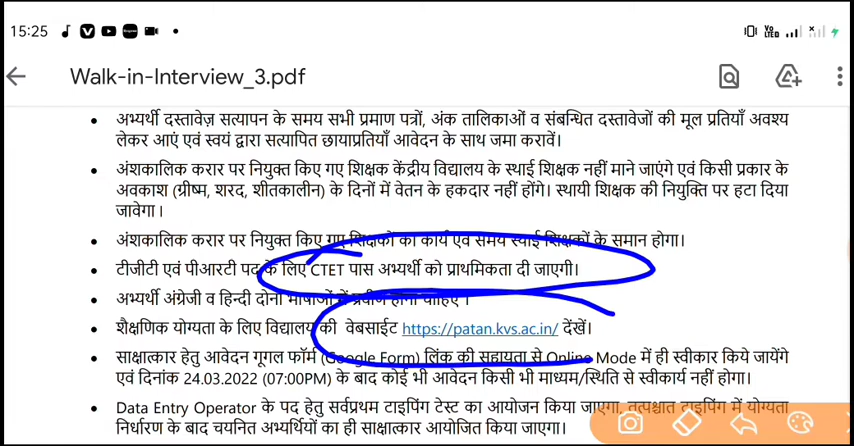 15:25
Walk-in-Interview_3.pdf
• अभ्यर्थी दस्तावेज़ सत्यापन के समय सभी प्रमाण पत्रों, अंक तालिकाओं व संबन्धित दस्तावेजों की मूल प्रतियाँ अवश्य
लेकर आएं एवं स्वयं द्वारा सत्यापित छायाप्रतियाँ आवेदन के साथ जमा करावें।
• अंशकालिक करार पर नियुक्त किए गए शिक्षक केंद्रीय विद्यालय के स्थाई शिक्षक नहीं माने जाएंगे एवं किसी प्रकार के
अवकाश (ग्रीष्म, शरद, शीतकालीन) के दिनों में वेतन के हकदार नहीं होंगे। स्थायी शिक्षक की नियुक्ति पर हटा दिया
जावेगा ।
• अंशकालिक करार पर नियुक्त किए गए शिक्षकों का कार्य एवं समय स्थाई शिक्षकों के समान होगा।
• टीजीटी एवं पीआरटी पद के लिए CTET पास अभ्यर्थी को प्राथमिकता दी जाएगी।
• अभ्यर्थी अंग्रेजी व हिन्दी दोनों भाषाओं में प्रवीण होना चाहिए ।
• शैक्षणिक योग्यता के लिए विद्यालय की वेबसाईट https://patan.kvs.ac.in/ देखें।
• साक्षात्कार हेतु आवेदन गूगल फॉर्म (Google Form) लिंक की सहायता से Online Mode में ही स्वीकार किये जायेंगे
एवं दिनांक 24.03.2022 (07:00PM) के बाद कोई भी आवेदन किसी भी माध्यम/स्थिति से स्वीकार्य नहीं होगा।
• Data Entry Operator के पद हेतु सर्वप्रथम टाइपिंग टेस्ट का आयोजन किया जाएगा, तत्पश्चात टाइपिंग में योग्यता
निर्धारण के बाद चयनित अभ्यर्थियों का ही साक्षात्कार आयोजित किया जाएगा।